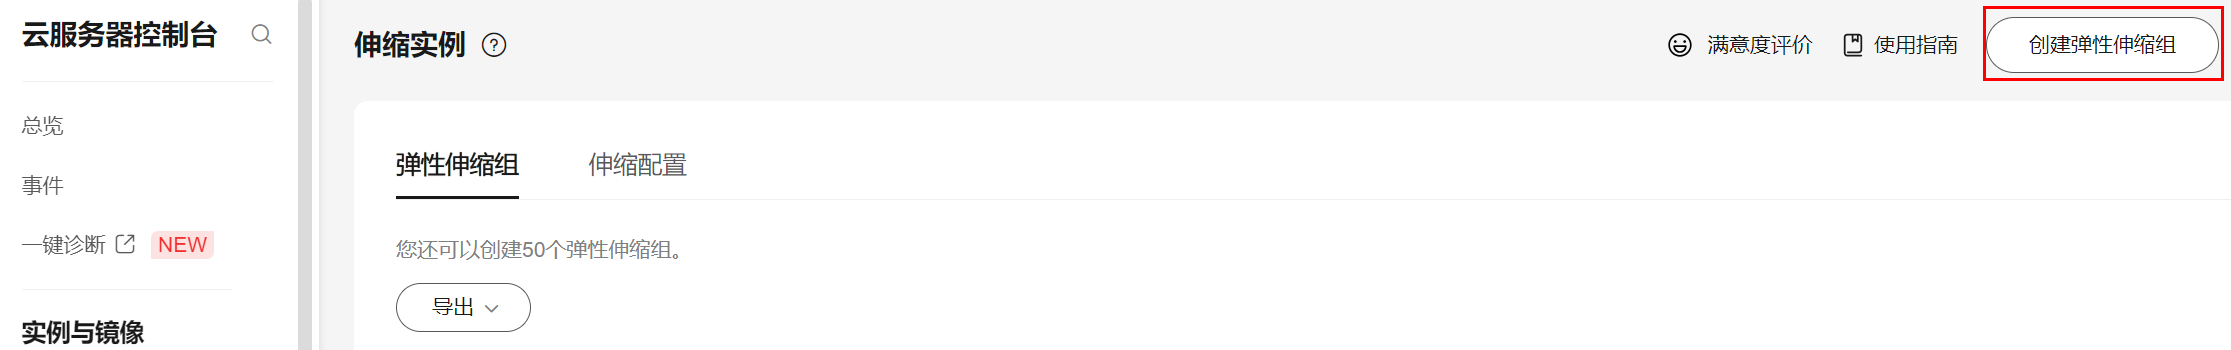 云服务器控制台
总览
事件
一键诊断 NEW
实例与镜像
伸缩实例 ?
满意度评价 使用指南 创建弹性伸缩组
弹性伸缩组 伸缩配置
您还可以创建50个弹性伸缩组。
导出